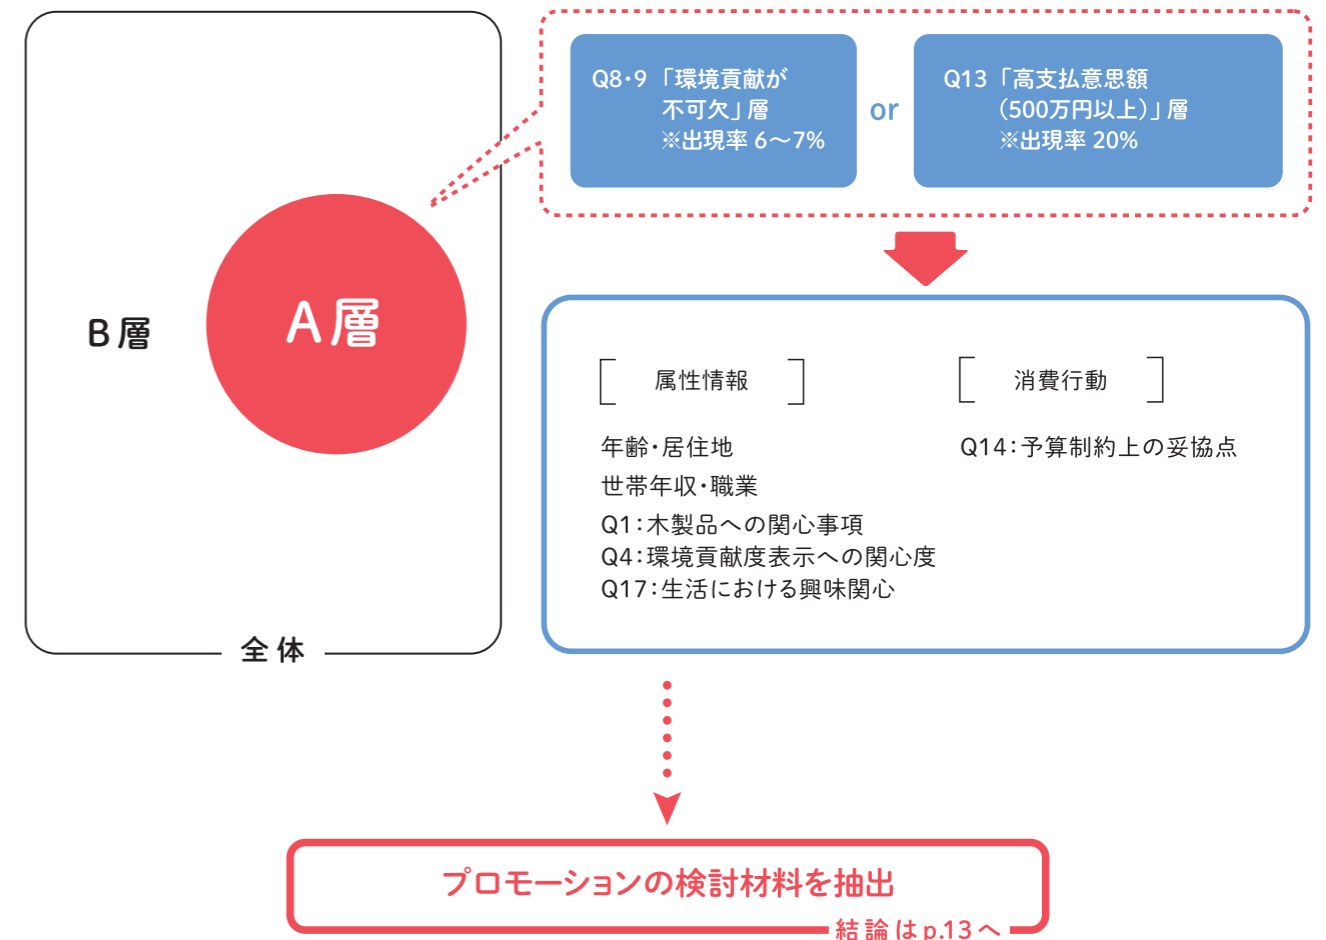 Q8・9「環境貢献が
不可欠」層
※出現率 6〜7%
or
Q13「高支払意思額
（500万円以上）」層
※出現率 20%
B層
A層
全体
属性情報
年齢・居住地
世帯年収・職業
Q1：木製品への関心事項
Q4：環境貢献度表示への関心度
Q17：生活における興味関心
消費行動
Q14：予算制約上の妥協点
プロモーションの検討材料を抽出
結論はp.13へ